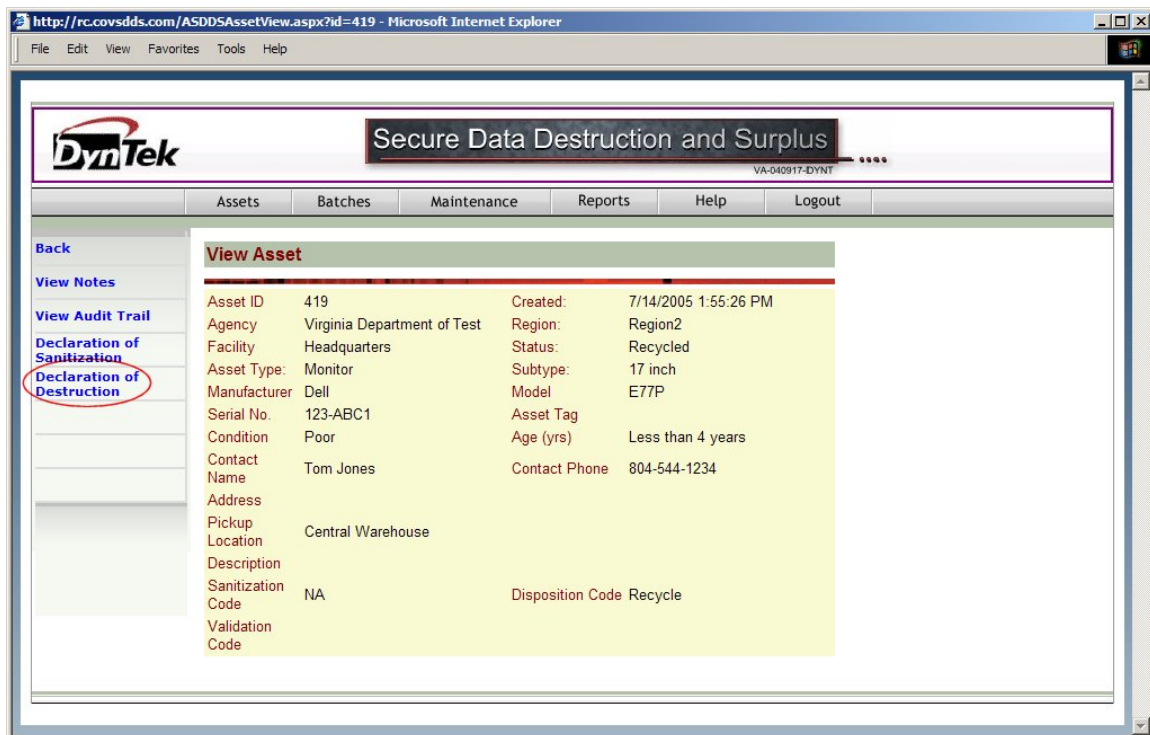 http://rc.covsdds.com/ASDDSAssetView.aspx?id=419 - Microsoft Internet Explorer
File Edit View Favorites Tools Help
DynTek
Secure Data Destruction and Surplus
VA-040917-DYNT
Assets Batches Maintenance Reports Help Logout
Back
View Notes
View Audit Trail
Declaration of
Sanitization
Declaration of
Destruction
View Asset
Asset ID 419 Created: 7/14/2005 1:55:26 PM
Agency Virginia Department of Test Region: Region2
Facility Headquarters Status: Recycled
Asset Type: Monitor Subtype: 17 inch
Manufacturer Dell Model E77P
Serial No. 123-ABC1 Asset Tag
Condition Poor Age (yrs) Less than 4 years
Contact
Name Tom Jones Contact Phone 804-544-1234
Address
Pickup
Location Central Warehouse
Description
Sanitization
Code NA Disposition Code Recycle
Validation
Code